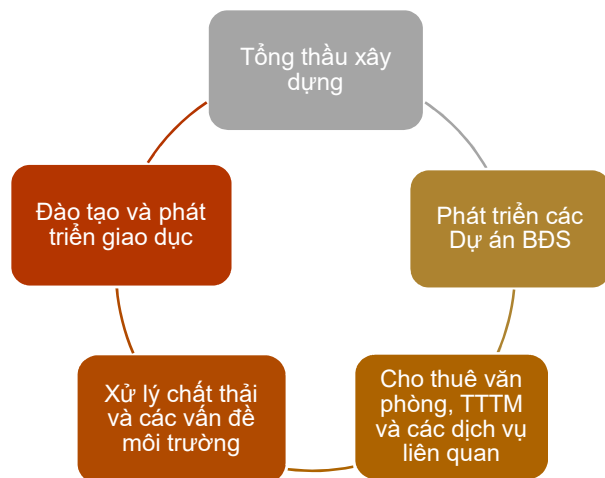 Tổng thầu xây
dựng
Phát triển các
Dự án BĐS
Cho thuê văn
phòng, TTTM
và các dịch vụ
liên quan
Xử lý chất thải
và các vấn đề
môi trường
Đào tạo và phát
triển giáo dục